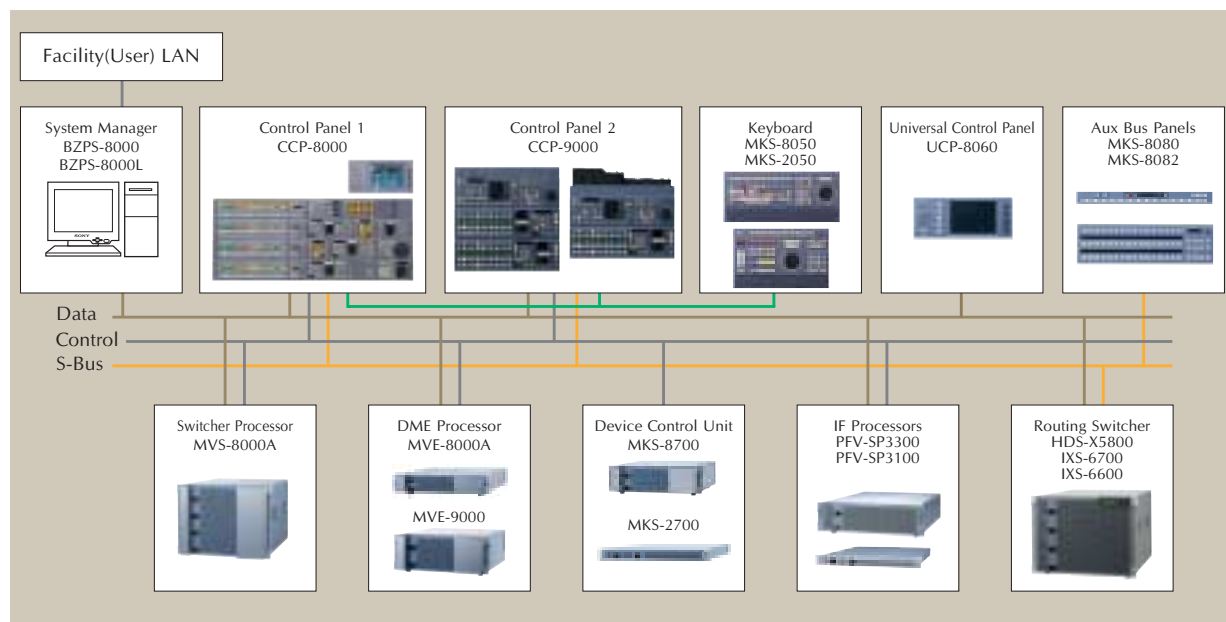 Facility(User) LAN
System Manager
BZPS-8000
BZPS-8000L
SONY
Control Panel 1
CCP-8000
Control Panel 2
CCP-9000
Keyboard
MKS-8050
MKS-2050
Universal Control Panel
UCP-8060
Aux Bus Panels
MKS-8080
MKS-8082
Data
Control
S-Bus
Switcher Processor
MVS-8000A
DME Processor
MVE-8000A
MVE-9000
Device Control Unit
MKS-8700
MKS-2700
IF Processors
PFV-SP3300
PFV-SP3100
Routing Switcher
HDS-X5800
IXS-6700
IXS-6600